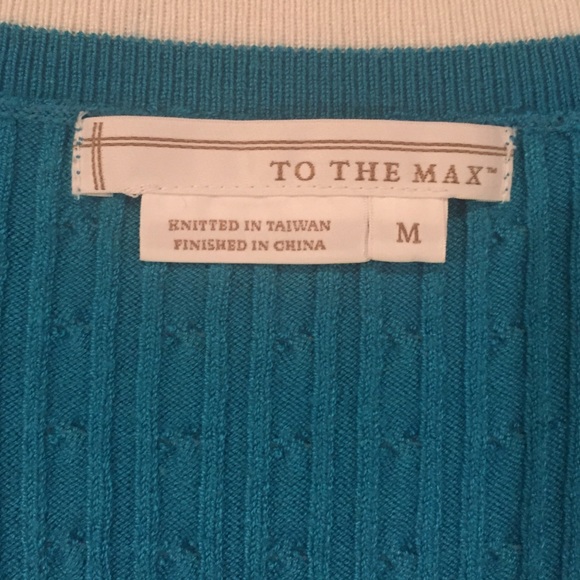 TO THE MAX™
KNITTED IN TAIWAN
FINISHED IN CHINA
M